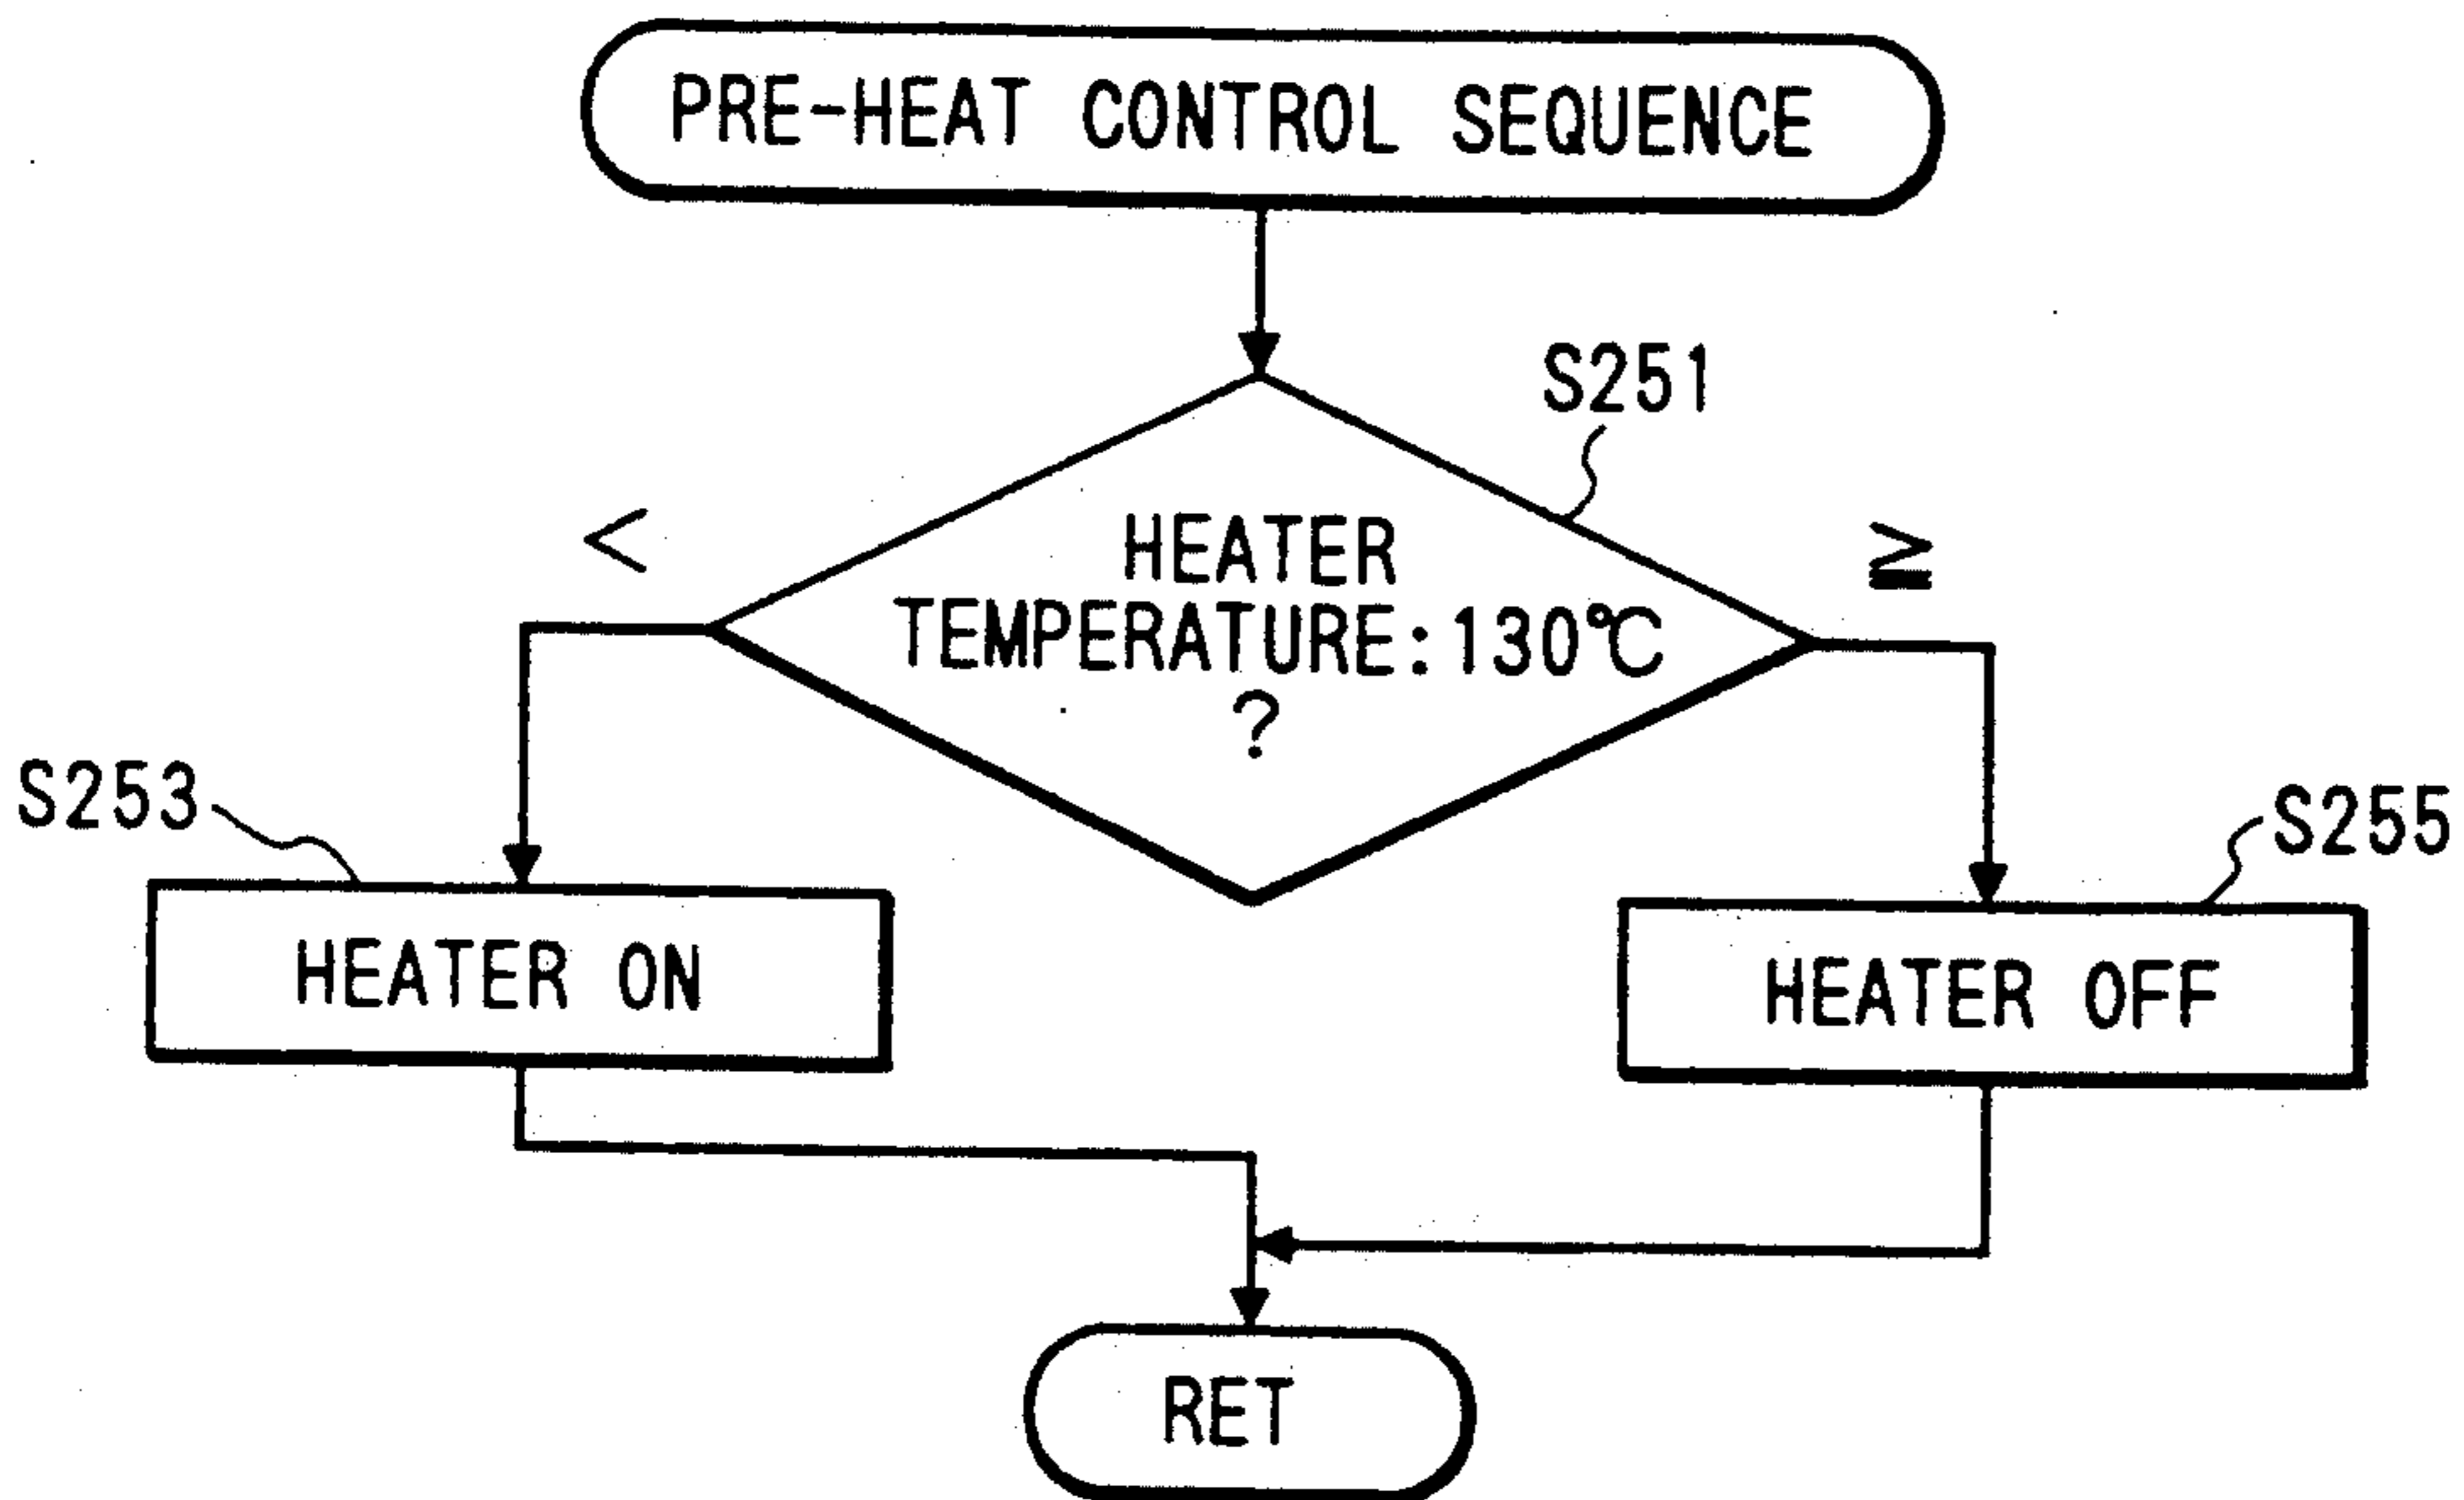 PRE-HEAT CONTROL SEQUENCE
S251
<
HEATER
TEMPERATURE:130℃
?
≧
S253
S255
HEATER ON
HEATER OFF
RET